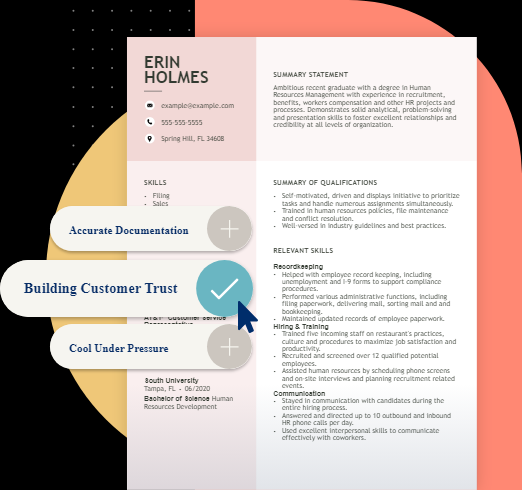 ERIN
HOLMES
example@example.com
555-555-5555
Spring Hill, FL 34608
SKILLS
- Filing
- Sales
Accurate Documentation
Building Customer Trust
AT&T Customer Service
Representative
Cool Under Pressure
South University
Tampa, FL - 06/2020
Bachelor of Science Human
Resources Development
SUMMARY STATEMENT
Ambitious recent graduate with a degree in Human
Resources Management with experience in recruitment,
benefits, workers compensation and other HR projects and
processes. Demonstrates solid analytical, problem-solving
and presentation skills to foster excellent relationships and
credibility at all levels of organization.
SUMMARY OF QUALIFICATIONS
- Self-motivated, driven and displays initiative to prioritize
tasks and handle numerous assignments simultaneously.
- Trained in human resources policies, file maintenance
and conflict resolution.
- Well-versed in industry guidelines and best practices.
RELEVANT SKILLS
Recordkeeping
- Helped with employee record keeping, including
unemployment and I-9 forms to support compliance
procedures.
- Performed various administrative functions, including
filing paperwork, delivering mail, sorting mail and and
bookkeeping.
- Maintained updated records of employee paperwork.
Hiring & Training
- Trained five incoming staff on restaurant's practices,
culture and procedures to maximize job satisfaction and
productivity.
- Recruited and screened over 12 qualified potential
employees.
- Assisted human resources by scheduling phone screens
and on-site interviews and planning recruitment related
events.
Communication
- Stayed in communication with candidates during the
entire hiring process.
- Answered and directed up to 10 outbound and inbound
HR phone calls per day.
- Used excellent interpersonal skills to communicate
effectively with coworkers.